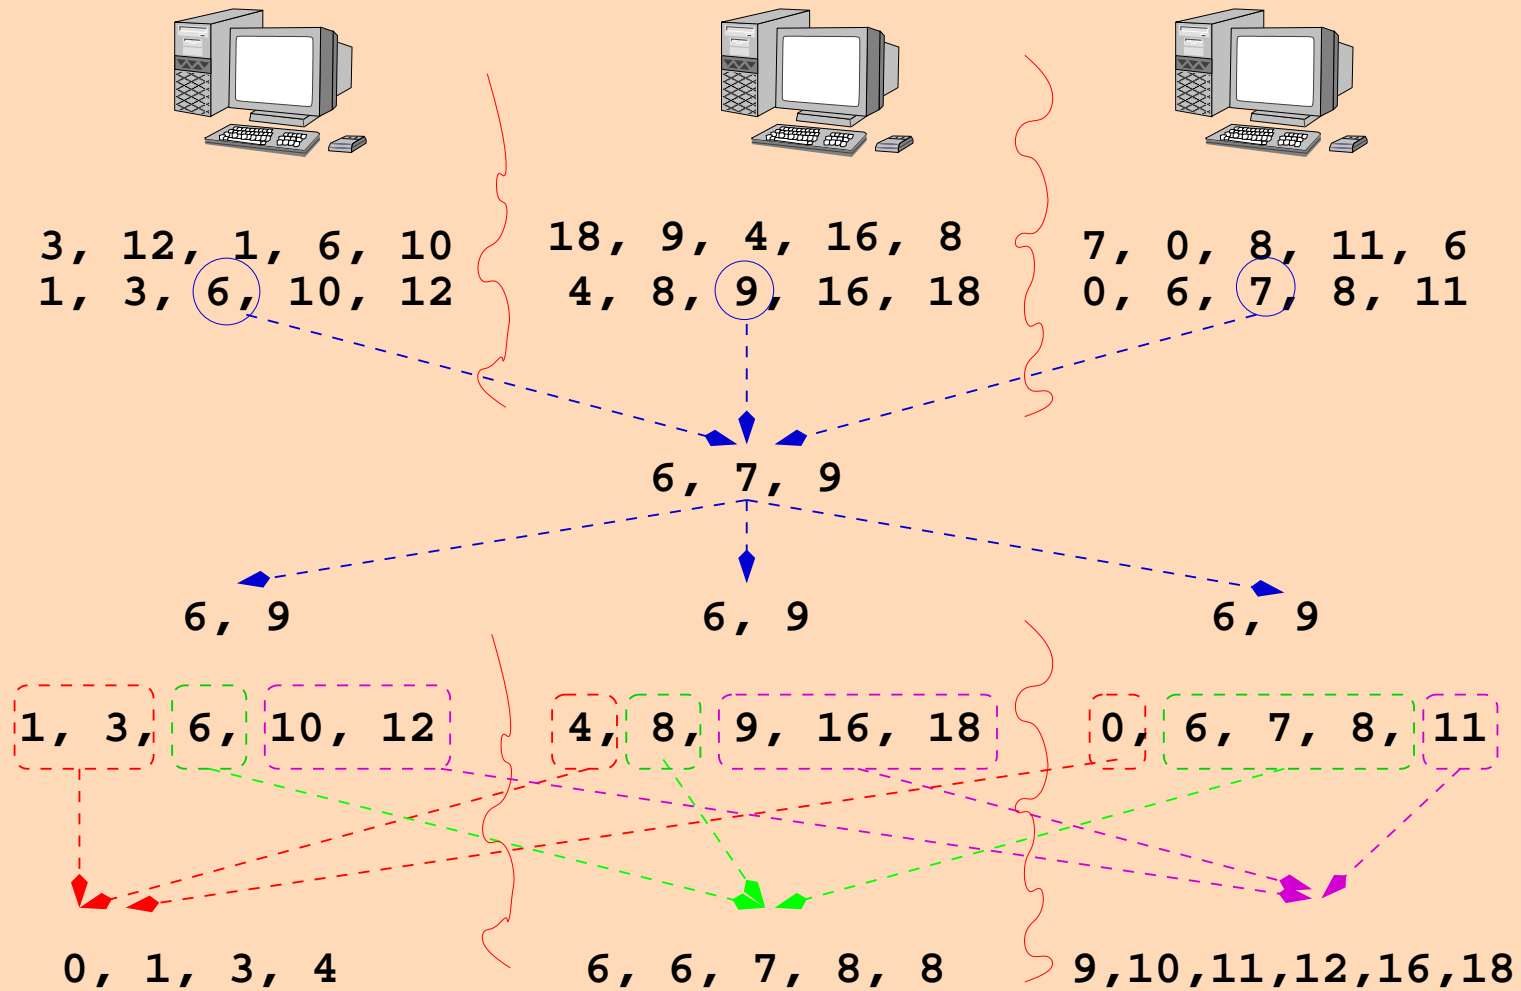 3, 12, 1, 6, 10
18, 9, 4, 16, 8
7, 0, 8, 11, 6
1, 3, 6, 10, 12
4, 8, 9, 16, 18
0, 6, 7, 8, 11
6, 7, 9
6, 9
6, 9
6, 9
1, 3, 6, 10, 12
4, 8, 9, 16, 18
0, 6, 7, 8, 11
0, 1, 3, 4
6, 6, 7, 8, 8
9,10,11,12,16,18